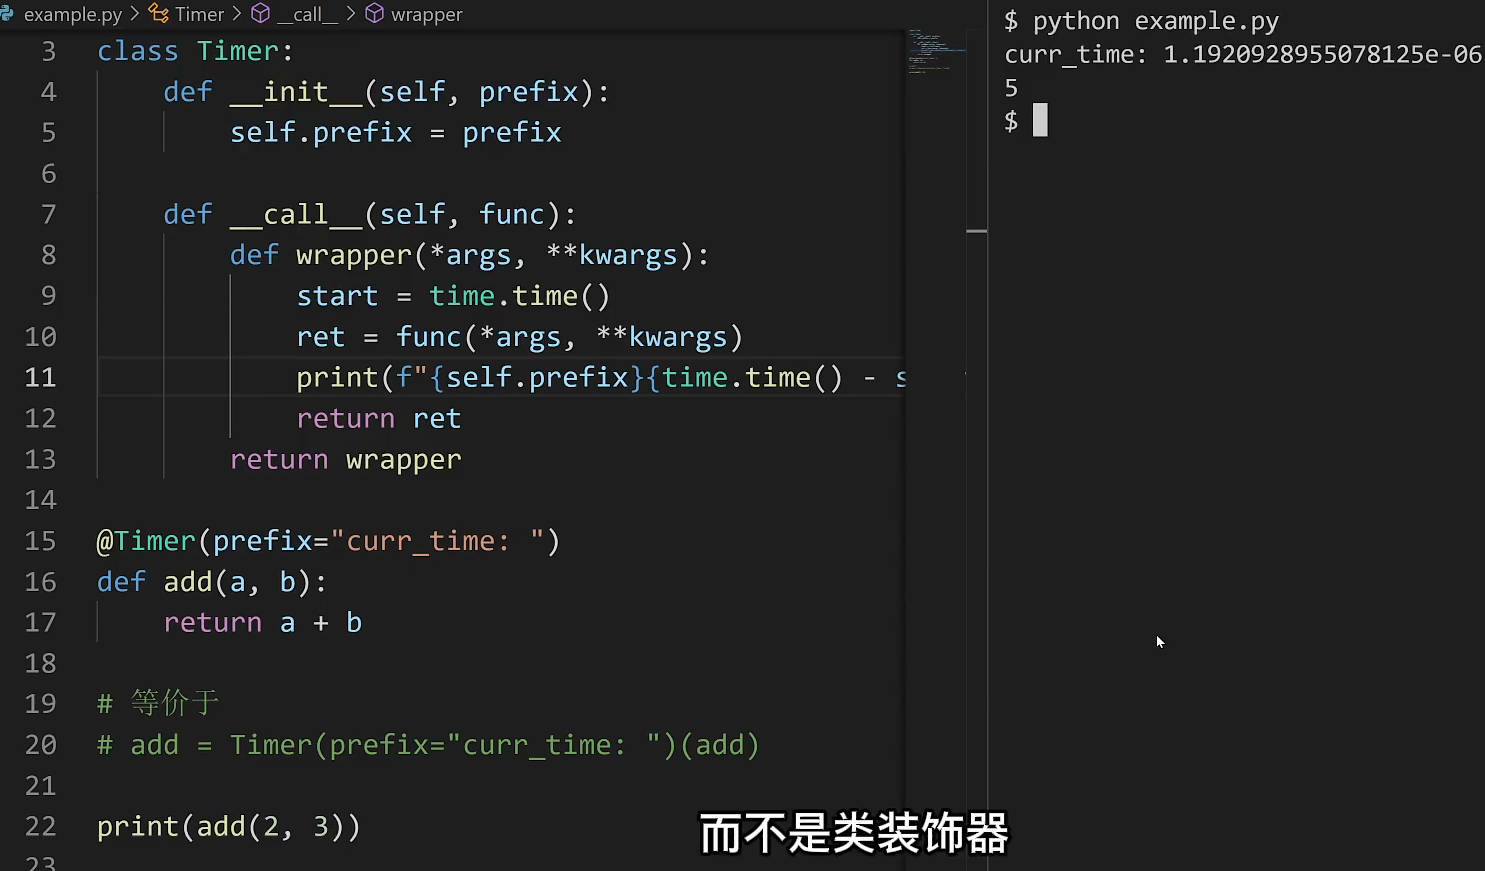 example.py > Timer > __call__ > wrapper
3 class Timer:
4 def __init__(self, prefix):
5 self.prefix = prefix
6
7 def __call__(self, func):
8 def wrapper(*args, **kwargs):
9 start = time.time()
10 ret = func(*args, **kwargs)
11 print(f"{self.prefix}{time.time() - s
12 return ret
13 return wrapper
14
15 @Timer(prefix="curr_time: ")
16 def add(a, b):
17 return a + b
18
19 # 等价于
20 # add = Timer(prefix="curr_time: ")(add)
21
22 print(add(2, 3))
23
$ python example.py
curr_time: 1.1920928955078125e-06
5
$
而不是类装饰器